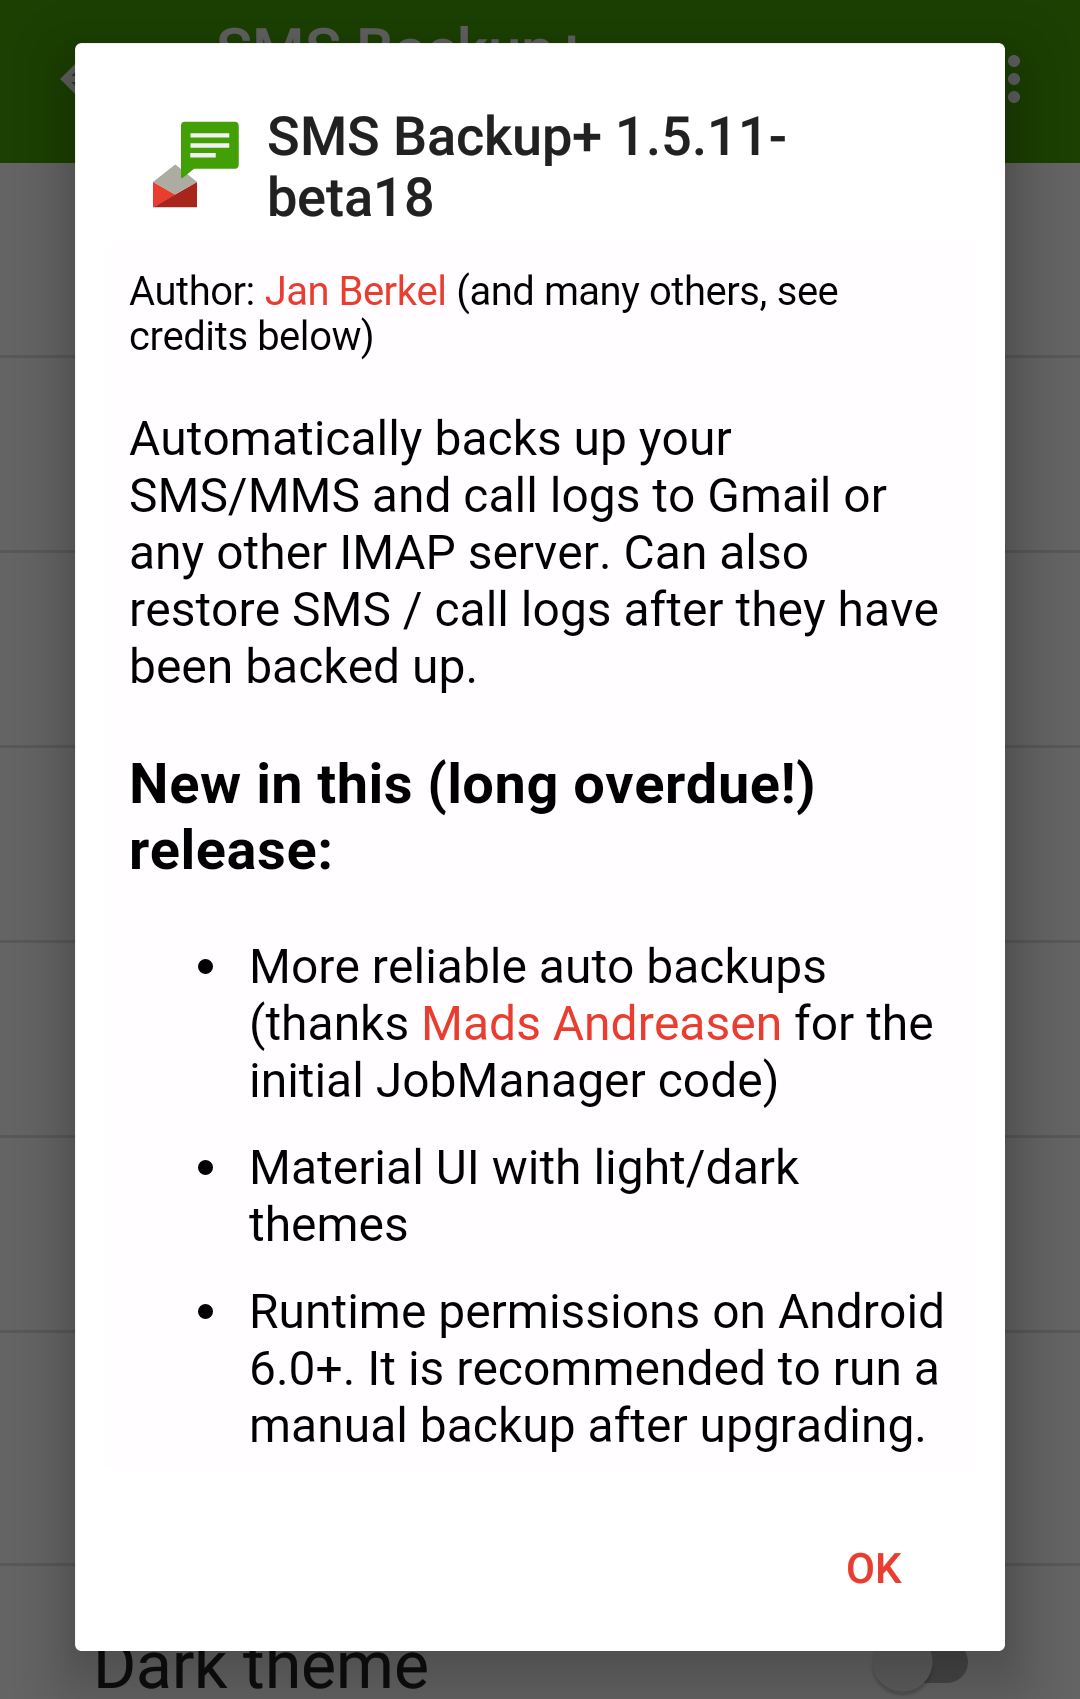 SMS Backup+
SMS Backup+ 1.5.11-
beta18
Author: Jan Berkel (and many others, see
credits below)
Automatically backs up your
SMS/MMS and call logs to Gmail or
any other IMAP server. Can also
restore SMS / call logs after they have
been backed up.
New in this (long overdue!)
release:
• More reliable auto backups
(thanks Mads Andreasen for the
initial JobManager code)
• Material UI with light/dark
themes
• Runtime permissions on Android
6.0+. It is recommended to run a
manual backup after upgrading.
OK
Dark theme